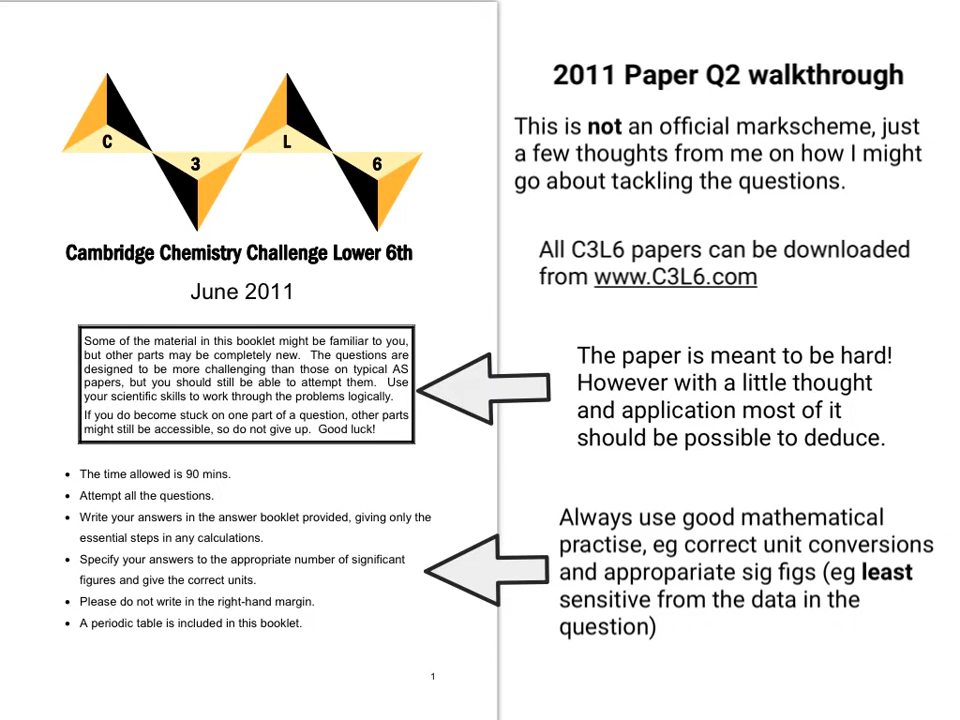 C
3
L
6
Cambridge Chemistry Challenge Lower 6th
June 2011
Some of the material in this booklet might be familiar to you,
but other parts may be completely new. The questions are
designed to be more challenging than those on typical AS
papers, but you should still be able to attempt them. Use
your scientific skills to work through the problems logically.
If you do become stuck on one part of a question, other parts
might still be accessible, so do not give up. Good luck!
• The time allowed is 90 mins.
• Attempt all the questions.
• Write your answers in the answer booklet provided, giving only the
essential steps in any calculations.
• Specify your answers to the appropriate number of significant
figures and give the correct units.
• Please do not write in the right-hand margin.
• A periodic table is included in this booklet.
1
2011 Paper Q2 walkthrough
This is not an official markscheme, just
a few thoughts from me on how I might
go about tackling the questions.
All C3L6 papers can be downloaded
from www.C3L6.com
The paper is meant to be hard!
However with a little thought
and application most of it
should be possible to deduce.
Always use good mathematical
practise, eg correct unit conversions
and appropariate sig figs (eg least
sensitive from the data in the
question)